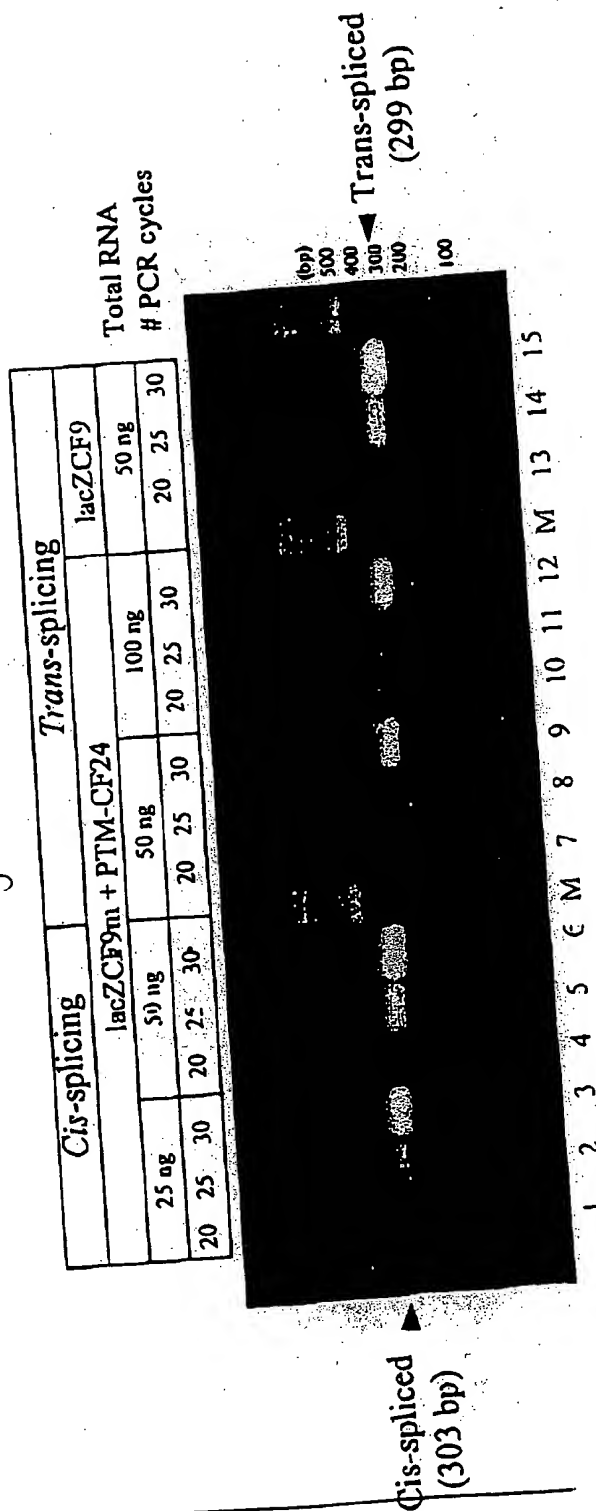 Cis-splicing Trans-splicing
lacZCF9m + PTM-CF24 lacZCF9
25 ng 50 ng 50 ng 100 ng 50 ng Total RNA
20 25 30 20 25 30 20 25 30 20 25 30 20 25 30 # PCR cycles
(bp)
500
400
300
200
100
Trans-spliced
(299 bp)
Cis-spliced
(303 bp)
1 2 3 4 5 6 M 7 8 9 10 11 12 M 13 14 15